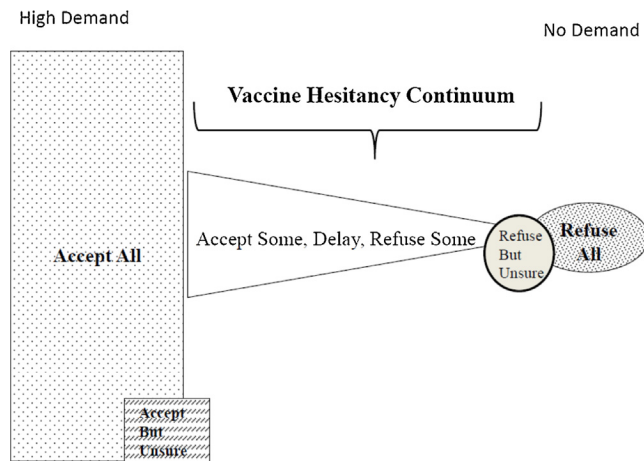 High Demand
No Demand
Vaccine Hesitancy Continuum
Accept All
Accept Some, Delay, Refuse Some
Refuse
But
Unsure
Refuse
All
Accept
But
Unsure